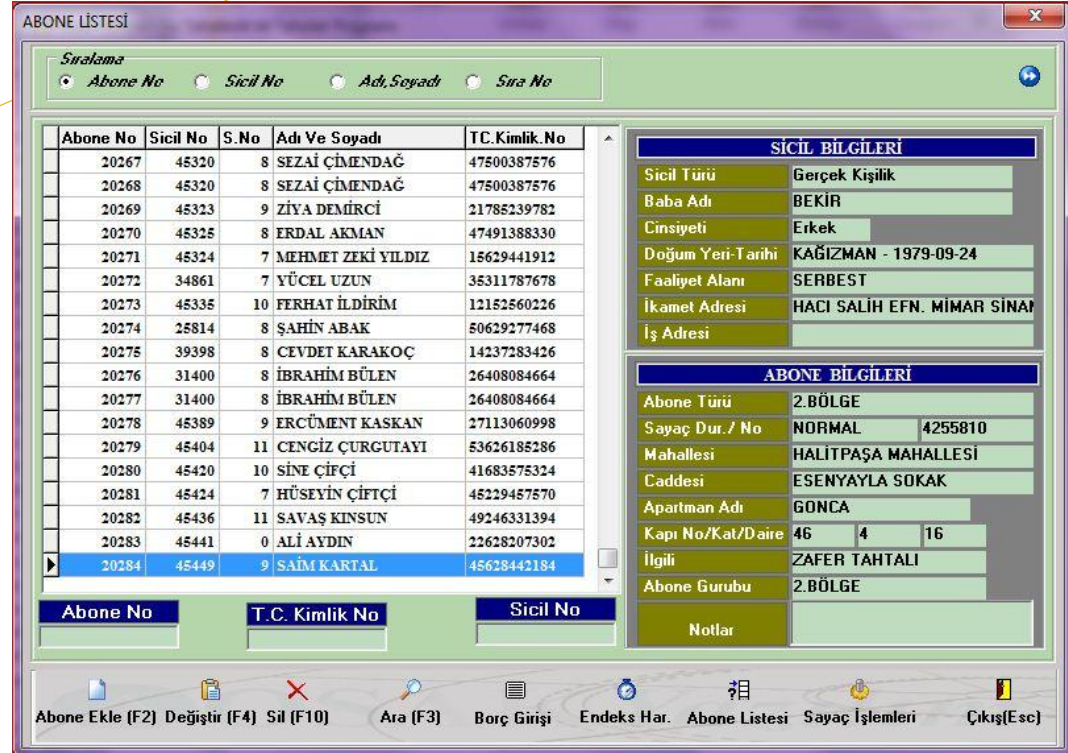 ABONE LİSTESİ
Sıralama
Abone No Sicil No Adı,Soyadı Sıra No
Abone No Sicil No S.No Adı Ve Soyadı TC.Kimlik.No
20267 45320 8 SEZAİ ÇİMENDAĞ 47500387576
20268 45320 8 SEZAİ ÇİMENDAĞ 47500387576
20269 45323 9 ZİYA DEMİRCİ 21785239782
20270 45325 8 ERDAL AKMAN 47491388330
20271 45324 7 MEHMET ZEKİ YILDIZ 15629441912
20272 34861 7 YÜCEL UZUN 35311787678
20273 45335 10 FERHAT İLDİRİM 12152560226
20274 25814 8 ŞAHİN ABAK 50629277468
20275 39398 8 CEVDET KARAKOÇ 14237283426
20276 31400 8 İBRAHİM BÜLEN 26408084664
20277 31400 8 İBRAHİM BÜLEN 26408084664
20278 45389 9 ERCÜMENT KASKAN 27113060998
20279 45404 11 CENGİZ ÇURGUTAYI 53626185286
20280 45420 10 SİNE ÇİFÇİ 41683575324
20281 45424 7 HÜSEYİN ÇİFTÇİ 45229457570
20282 45436 11 SAVAŞ KINSUN 49246331394
20283 45441 0 ALİ AYDIN 22628207302
20284 45449 9 SAİM KARTAL 45628442184
Abone No T.C. Kimlik No Sicil No
SİCİL BİLGİLERİ
Sicil Türü Gerçek Kişilik
Baba Adı BEKİR
Cinsiyeti Erkek
Doğum Yeri-Tarihi KAĞIZMAN - 1979-09-24
Faaliyet Alanı SERBEST
İkamet Adresi HACI SALİH EFN. MİMAR SİNAN
İş Adresi
ABONE BİLGİLERİ
Abone Türü 2.BÖLGE
Sayaç Dur./ No NORMAL 4255810
Mahallesi HALİTPAŞA MAHALLESİ
Caddesi ESENYAYLA SOKAK
Apartman Adı GONCA
Kapı No/Kat/Daire 46 4 16
İlgili ZAFER TAHTALI
Abone Gurubu 2.BÖLGE
Notlar
Abone Ekle (F2) Değiştir (F4) Sil (F10) Ara (F3) Borç Girişi Endeks Har. Abone Listesi Sayaç İşlemleri Çıkış(Esc)